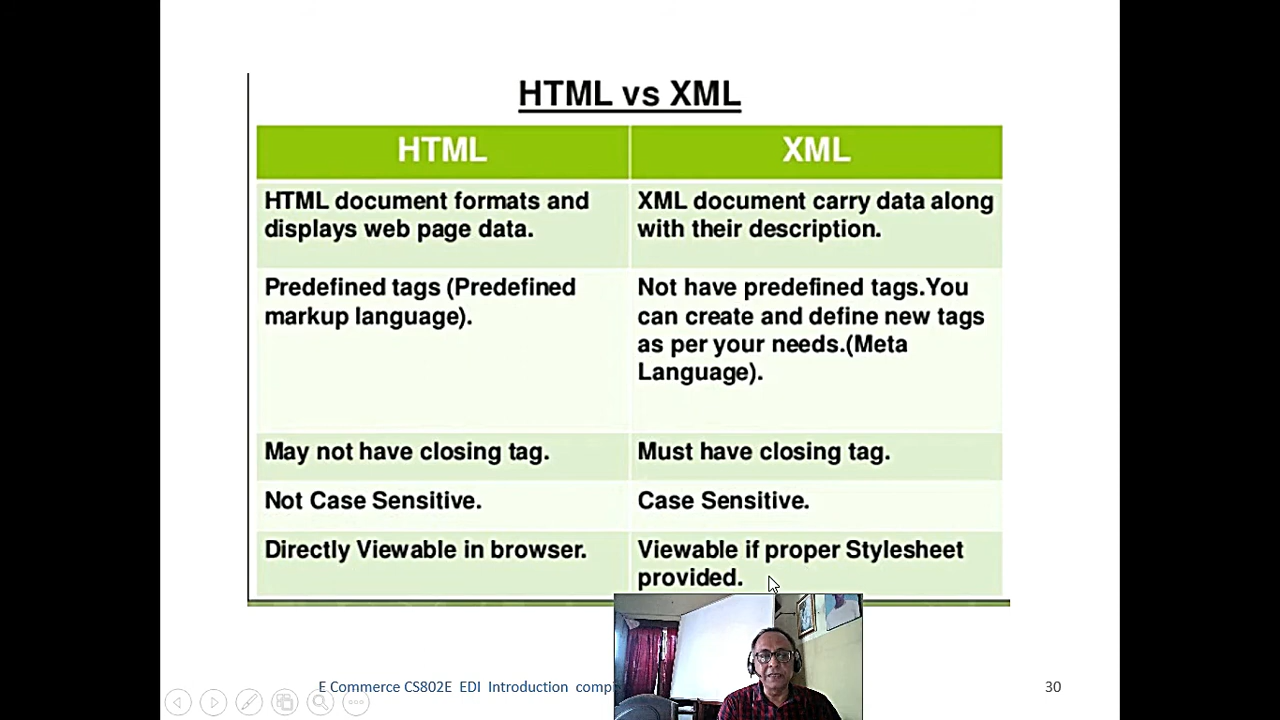 HTML vs XML
HTML
XML
HTML document formats and
displays web page data.
XML document carry data along
with their description.
Predefined tags (Predefined
markup language).
Not have predefined tags.You
can create and define new tags
as per your needs.(Meta
Language).
May not have closing tag.
Must have closing tag.
Not Case Sensitive.
Case Sensitive.
Directly Viewable in browser.
Viewable if proper Stylesheet
provided.
E Commerce CS802E EDI Introduction
30